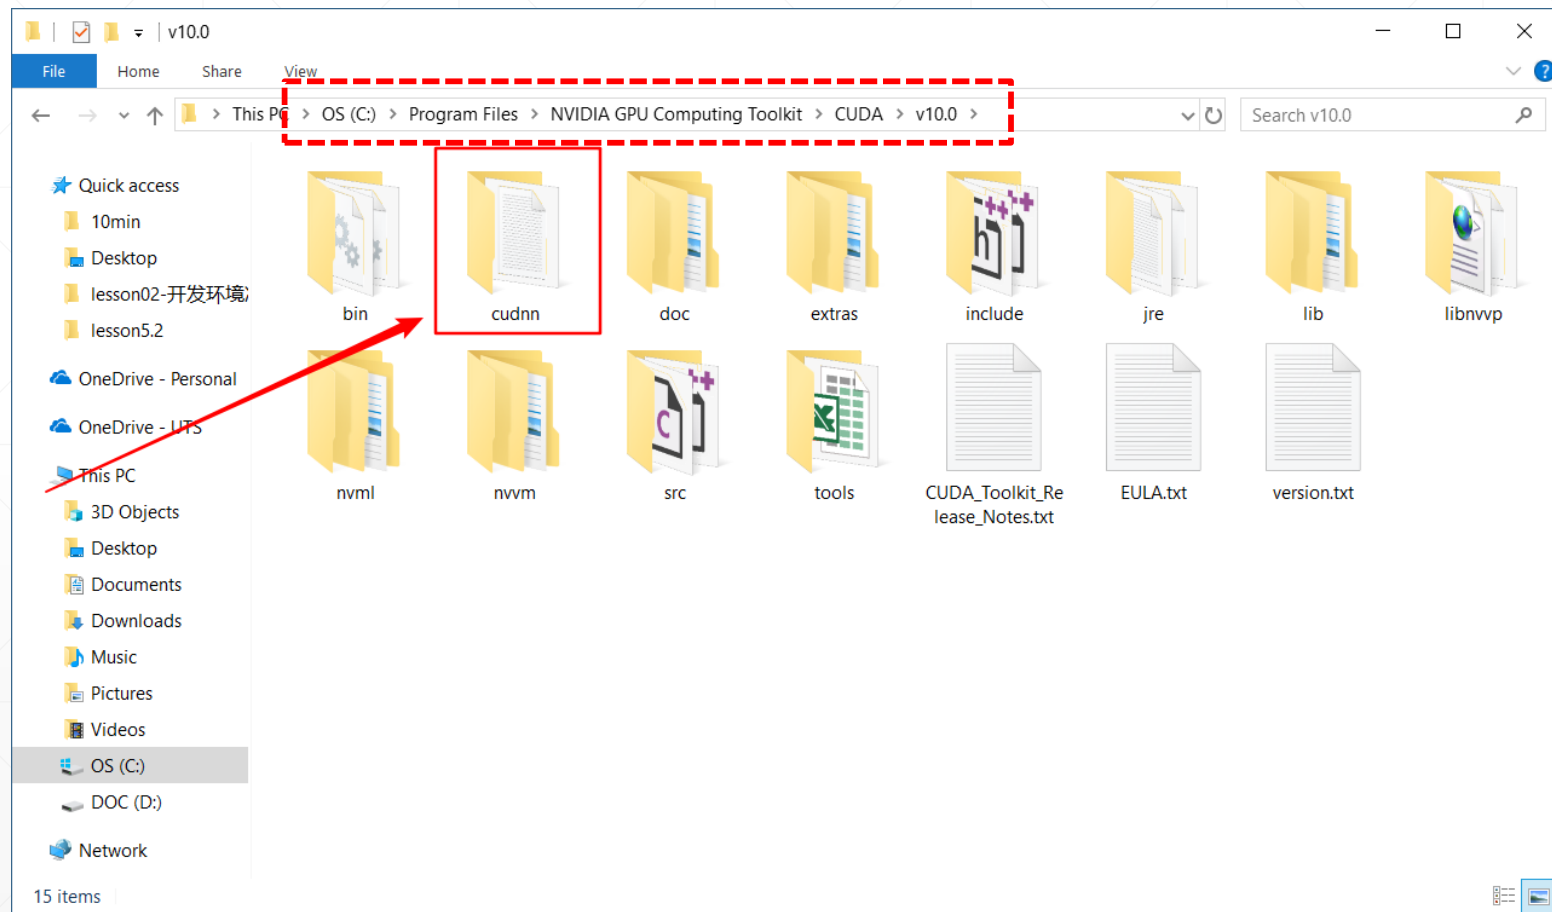 v10.0
File Home Share View
This PC > OS (C:) > Program Files > NVIDIA GPU Computing Toolkit > CUDA > v10.0 >
Search v10.0
Quick access
10min
Desktop
lesson02-开发环境
lesson5.2
OneDrive - Personal
OneDrive - UTS
This PC
3D Objects
Desktop
Documents
Downloads
Music
Pictures
Videos
OS (C:)
DOC (D:)
Network
bin cudnn doc extras include jre lib libnvvp
nvml nvvm src tools CUDA_Toolkit_Re EULA.txt version.txt
lease_Notes.txt
15 items